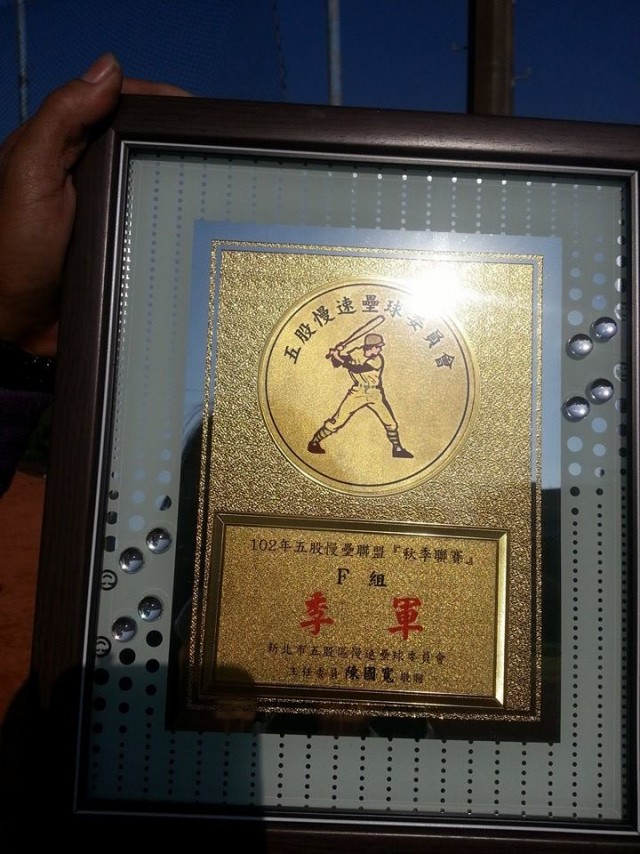 五股慢速壘球委員會
102年五股慢壘聯盟『秋季聯賽』
F 組
季 軍
新北市五股區慢速壘球委員會
主任委員 陳國寬 敬贈